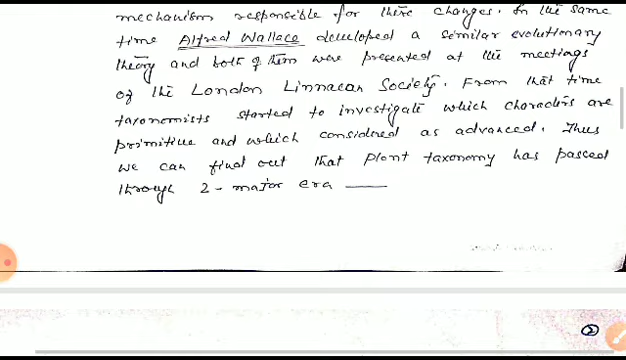 mechanism responsible for there changes. In the same
time Alfred Wallace developed a similar evolutionary
theory and both of them were presented at the meetings
of the London Linnaean Society. From that time
taxonomists started to investigate which characters are
primitive and which considered as advanced. Thus
we can find out that Plant taxonomy has passed
through 2-major era —
②